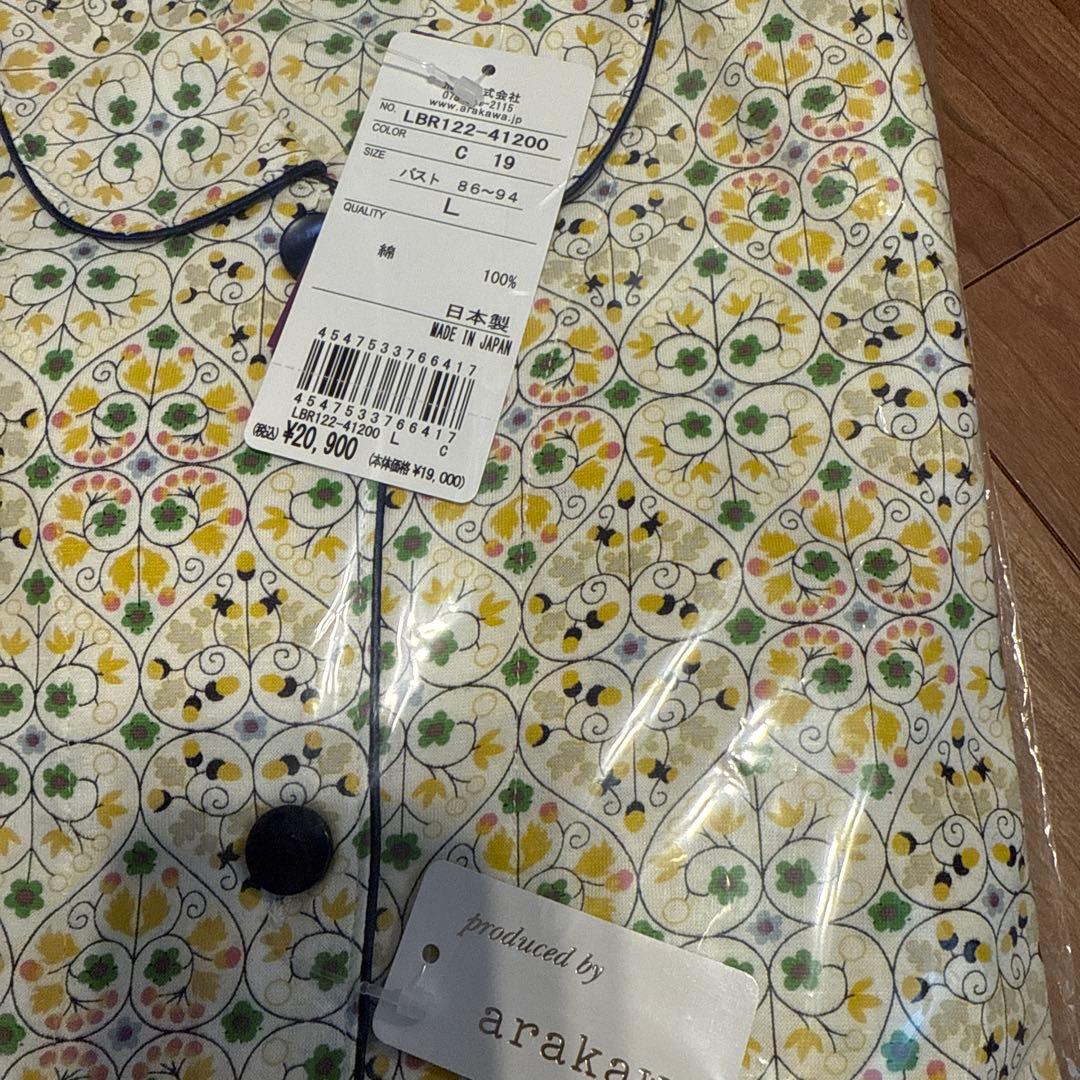 式会社
-2115
www.arakawa.jp
NO. LBR122-41200
COLOR C 19
SIZE
バスト 86～94
L
QUALITY
綿
100%
日本製
MADE IN JAPAN
4547533766417
4547533766417
LBR122-41200 L C
(税込)¥20,900 (本体価格 ¥19,000)
produced by
arakaw